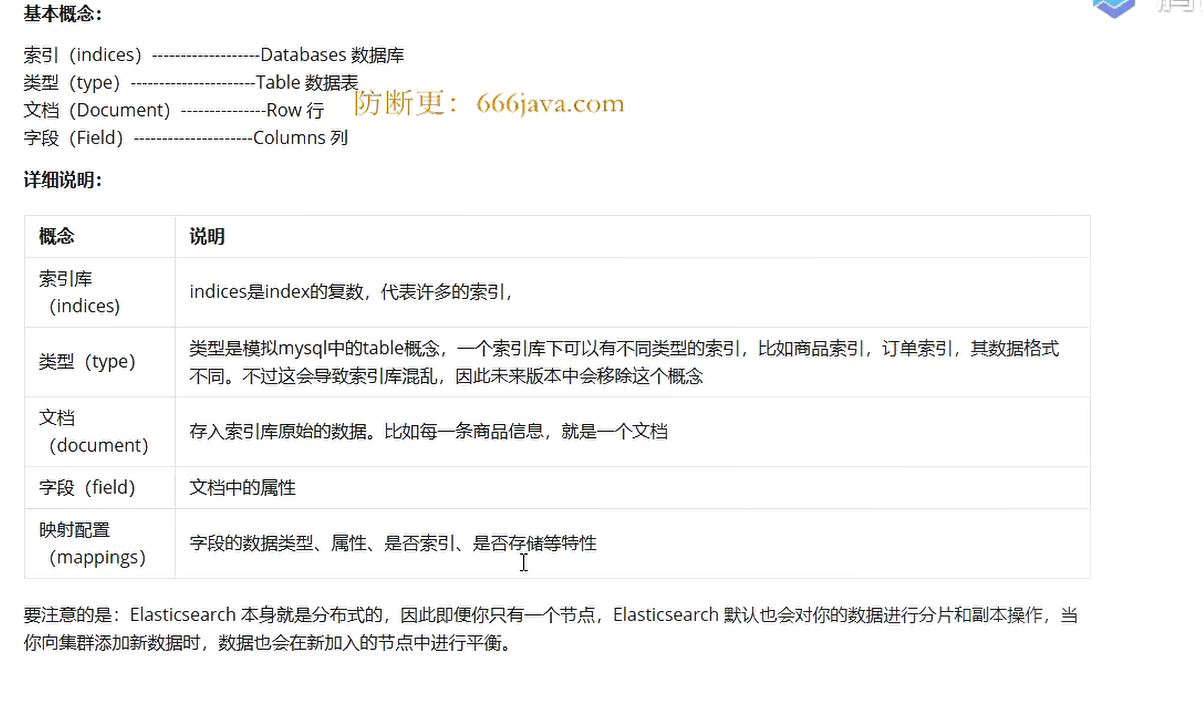 基本概念：
索引（indices）-------------------Databases 数据库
类型（type）----------------------Table 数据表
文档（Document）---------------Row 行
字段（Field）---------------------Columns 列
防断更：666java.com
详细说明：
概念 说明
索引库
（indices)
indices是index的复数，代表许多的索引，
类型（type）
类型是模拟mysql中的table概念，一个索引库下可以有不同类型的索引，比如商品索引，订单索引，其数据格式
不同。不过这会导致索引库混乱，因此未来版本中会移除这个概念
文档
（document）
存入索引库原始的数据。比如每一条商品信息，就是一个文档
字段（field）
文档中的属性
映射配置
（mappings）
字段的数据类型、属性、是否索引、是否存储等特性
要注意的是：Elasticsearch 本身就是分布式的，因此即便你只有一个节点，Elasticsearch 默认也会对你的数据进行分片和副本操作，当
你向集群添加新数据时，数据也会在新加入的节点中进行平衡。